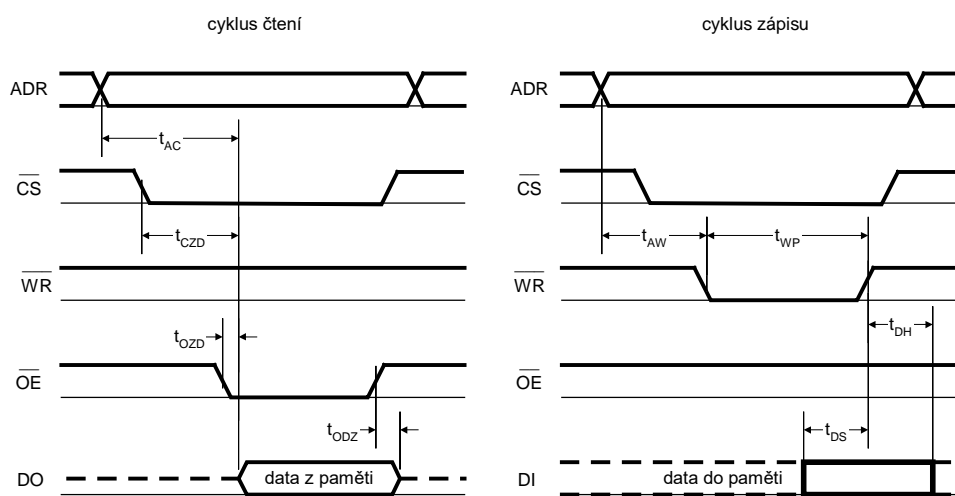 cyklus čtení
ADR
t_AC
CS
t_CZD
WR
t_OZD
OE
t_ODZ
DO
data z paměti
cyklus zápisu
ADR
CS
t_AW
t_WP
WR
t_DH
OE
t_DS
DI
data do paměti